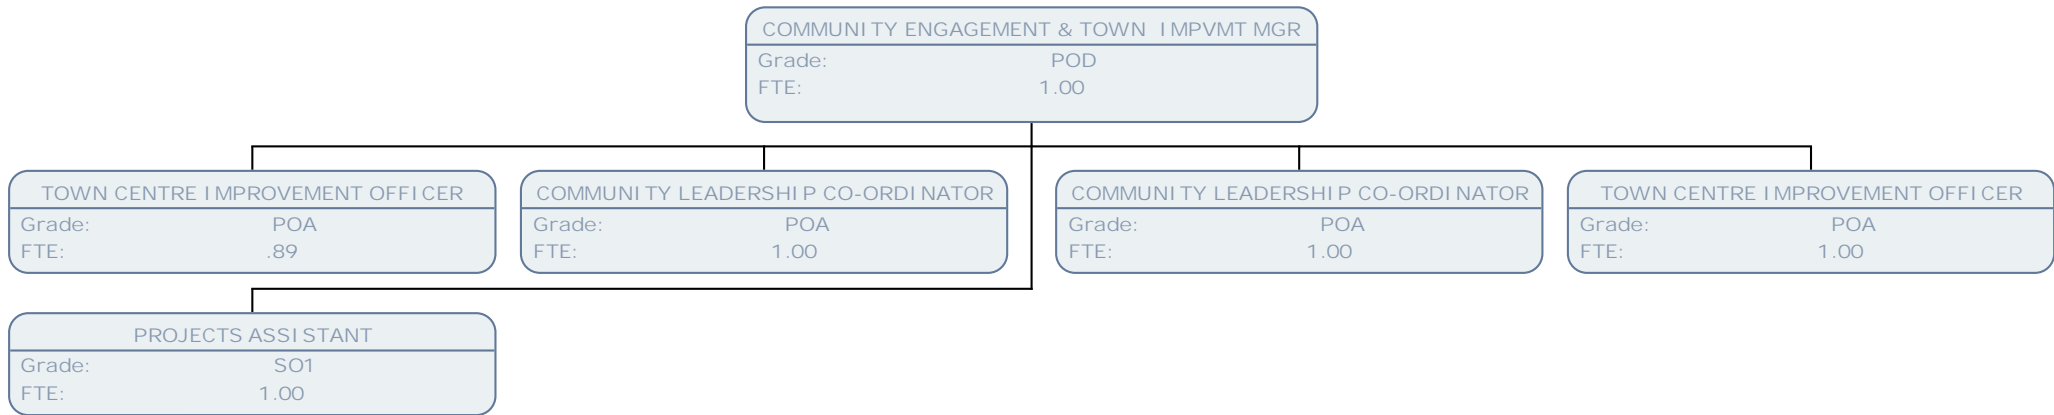 COMMUNITY ENGAGEMENT & TOWN IMPVMT MGR
Grade: POD
FTE: 1.00
TOWN CENTRE IMPROVEMENT OFFICER
Grade: POA
FTE: .89
COMMUNITY LEADERSHIP CO-ORDINATOR
Grade: POA
FTE: 1.00
COMMUNITY LEADERSHIP CO-ORDINATOR
Grade: POA
FTE: 1.00
TOWN CENTRE IMPROVEMENT OFFICER
Grade: POA
FTE: 1.00
PROJECTS ASSISTANT
Grade: SO1
FTE: 1.00